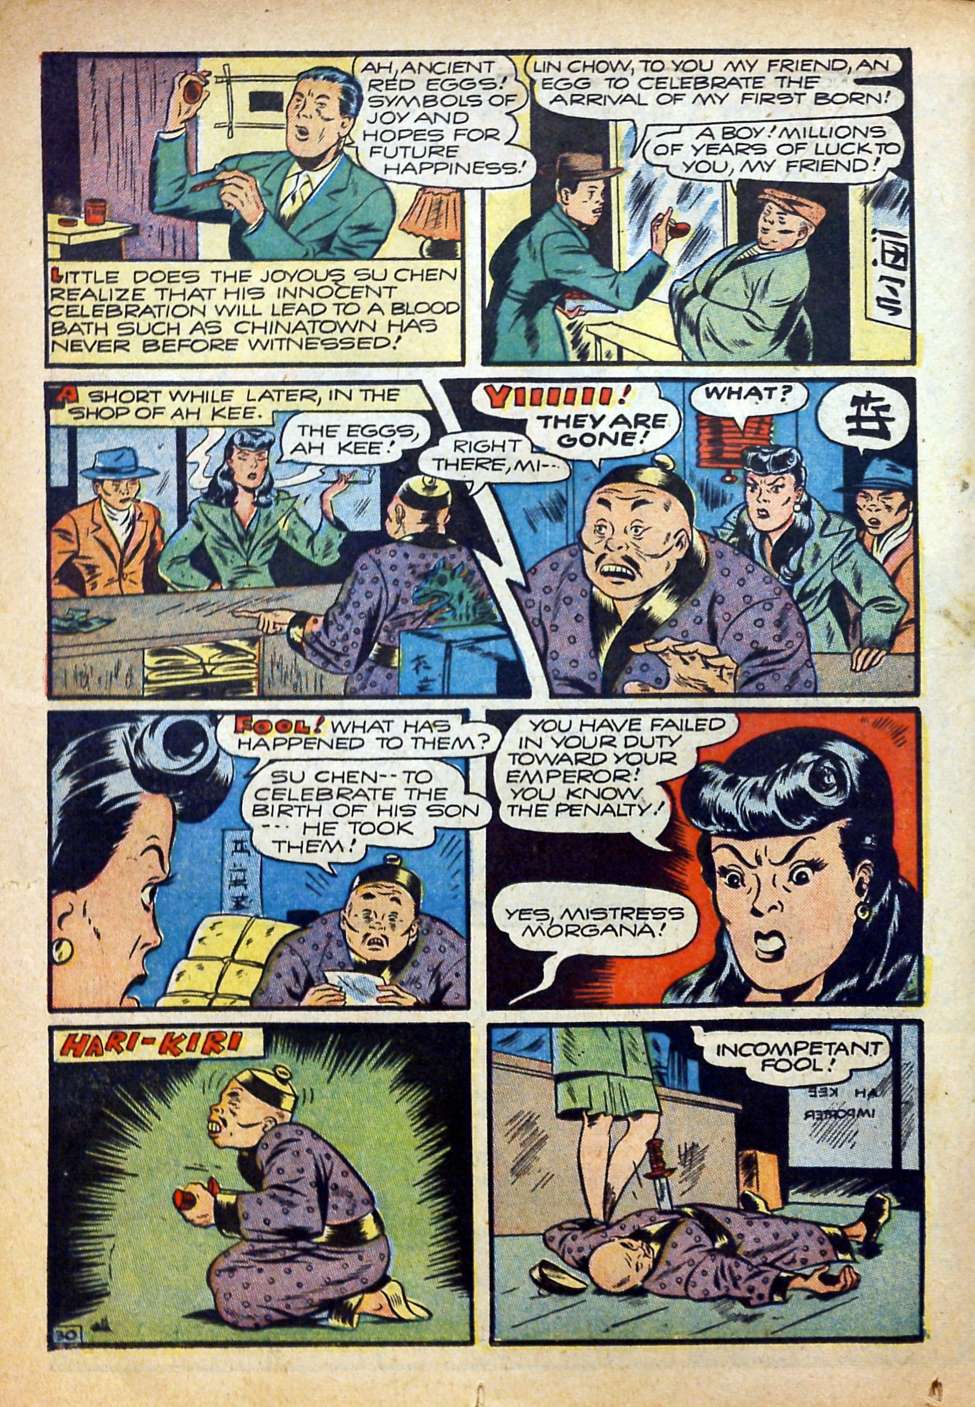 AH, ANCIENT
RED EGGS!
SYMBOLS OF
JOY AND
HOPES FOR
FUTURE
HAPPINESS!
LITTLE DOES THE JOYOUS SU CHEN
REALIZE THAT HIS INNOCENT
CELEBRATION WILL LEAD TO A BLOOD
BATH SUCH AS CHINATOWN HAS
NEVER BEFORE WITNESSED!
LIN CHOW, TO YOU MY FRIEND, AN
EGG TO CELEBRATE THE
ARRIVAL OF MY FIRST BORN!
A BOY! MILLIONS
OF YEARS OF LUCK TO
YOU, MY FRIEND!
A SHORT WHILE LATER, IN THE
SHOP OF AH KEE.
THE EGGS,
AH KEE!
RIGHT
THERE, MI--
YIIIIIII!
THEY ARE
GONE!
WHAT?
FOOL! WHAT HAS
HAPPENED TO THEM?
SU CHEN-- TO
CELEBRATE THE
BIRTH OF HIS SON
--- HE TOOK
THEM!
YOU HAVE FAILED
IN YOUR DUTY
TOWARD YOUR
EMPEROR!
YOU KNOW
THE PENALTY!
YES, MISTRESS
MORGANA!
HARI-KIRI
30
INCOMPETANT
FOOL!
AH KEE
IMPORTER